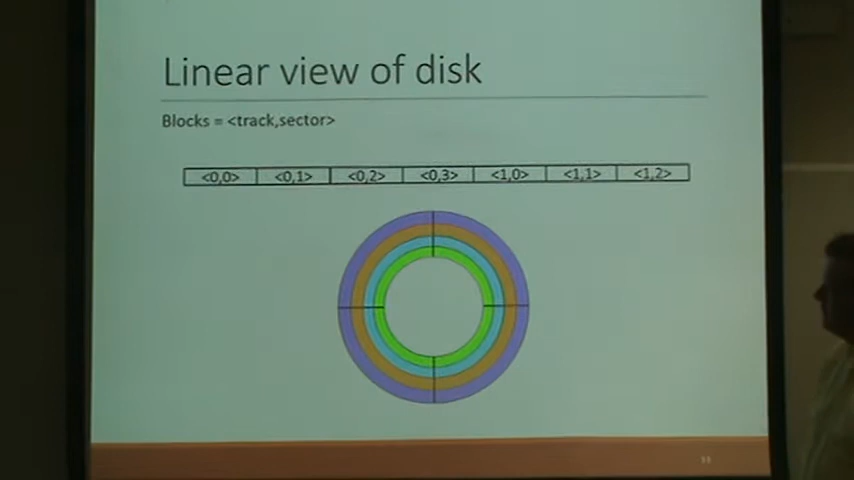 Linear view of disk
Blocks = <track,sector>
<0,0> <0,1> <0,2> <0,3> <1,0> <1,1> <1,2>